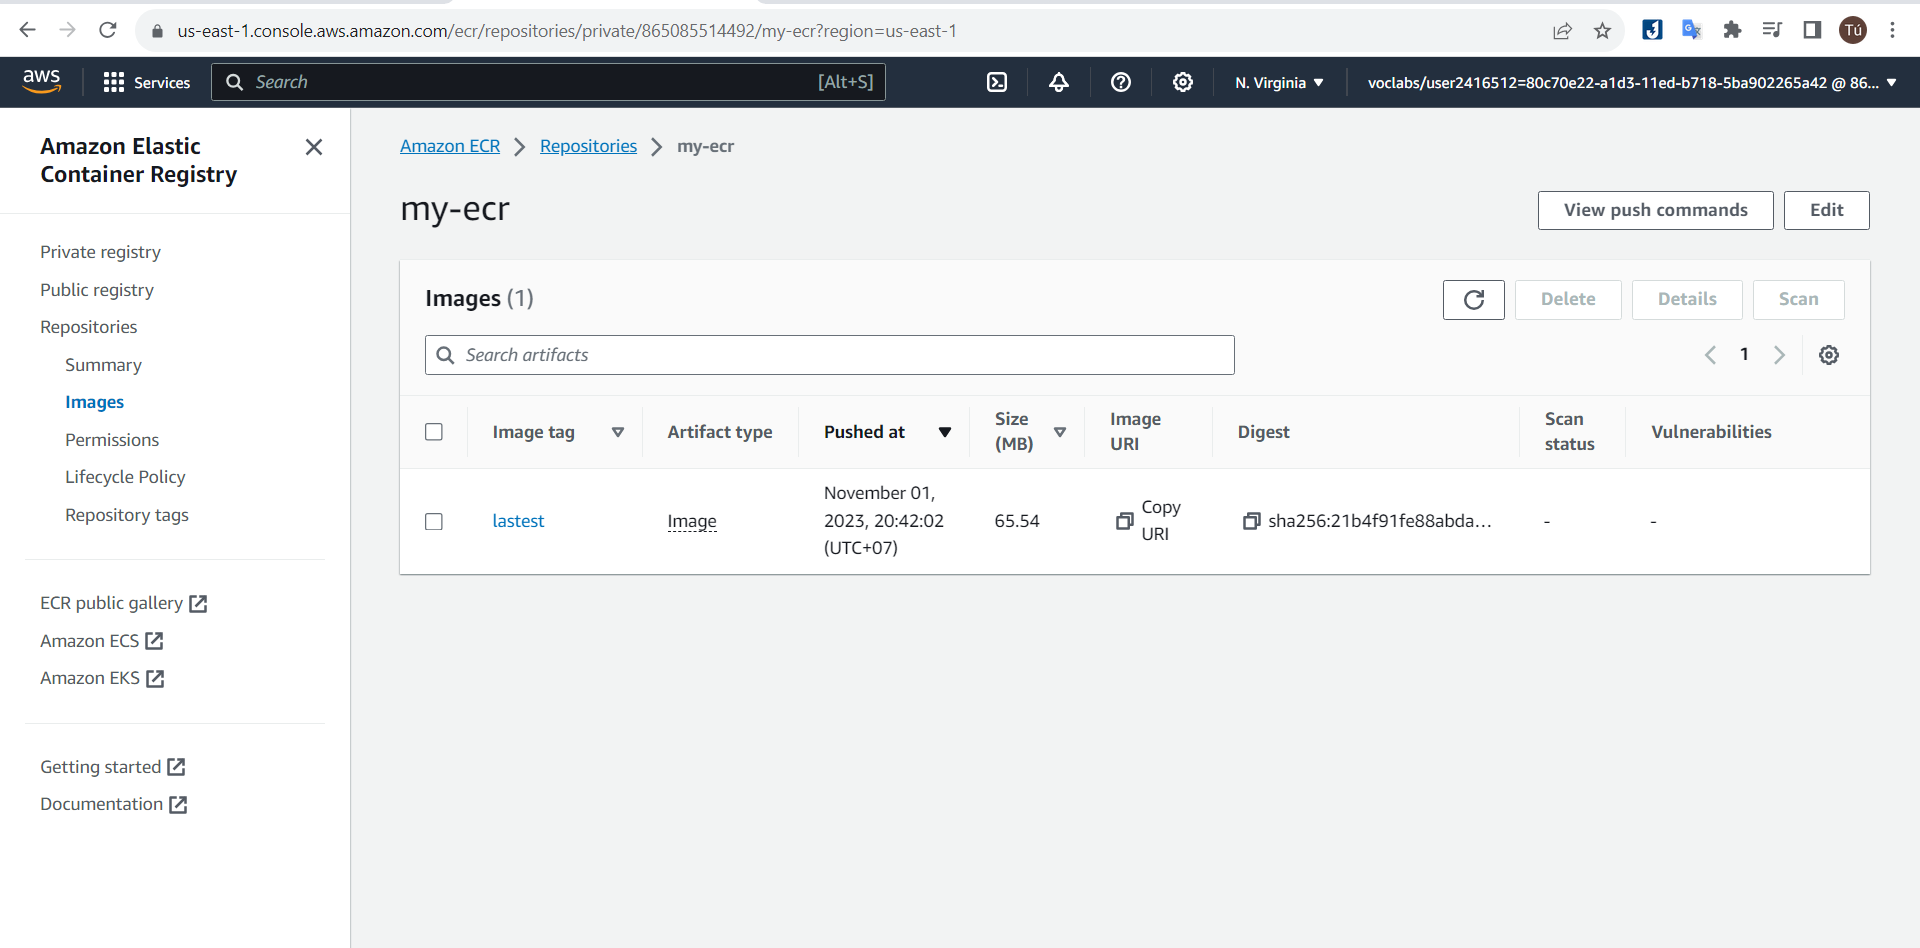 us-east-1.console.aws.amazon.com/ecr/repositories/private/865085514492/my-ecr?region=us-east-1
Tú
aws
Services
Search
[Alt+S]
N. Virginia
voclabs/user2416512=80c70e22-a1d3-11ed-b718-5ba902265a42 @ 86...
Amazon Elastic
Container Registry
Private registry
Public registry
Repositories
Summary
Images
Permissions
Lifecycle Policy
Repository tags
ECR public gallery
Amazon ECS
Amazon EKS
Getting started
Documentation
Amazon ECR
Repositories
my-ecr
my-ecr
View push commands
Edit
Images (1)
Delete
Details
Scan
Search artifacts
1
Image tag
Artifact type
Pushed at
Size
(MB)
Image
URI
Digest
Scan
status
Vulnerabilities
lastest
Image
November 01,
2023, 20:42:02
(UTC+07)
65.54
Copy
URI
sha256:21b4f91fe88abda...
-
-